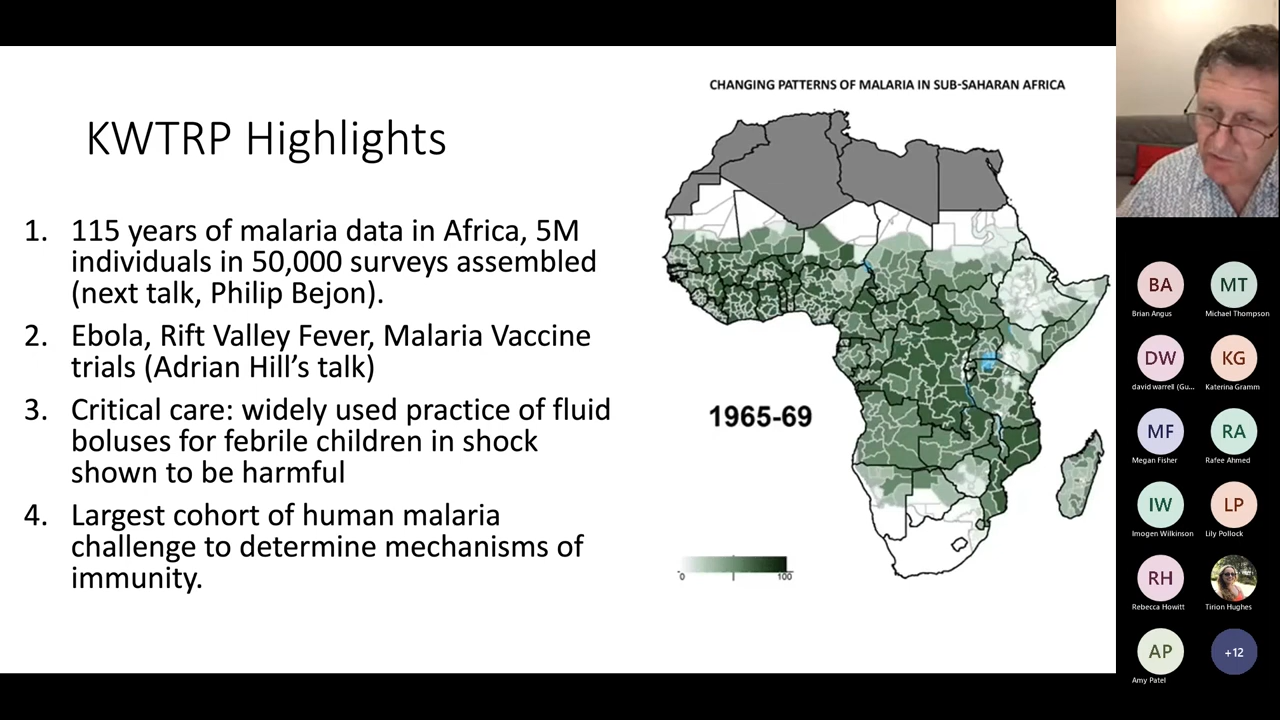 KWTRP Highlights
1. 115 years of malaria data in Africa, 5M
individuals in 50,000 surveys assembled
(next talk, Philip Bejon).
2. Ebola, Rift Valley Fever, Malaria Vaccine
trials (Adrian Hill’s talk)
3. Critical care: widely used practice of fluid
boluses for febrile children in shock
shown to be harmful
4. Largest cohort of human malaria
challenge to determine mechanisms of
immunity.
CHANGING PATTERNS OF MALARIA IN SUB-SAHARAN AFRICA
1965-69
0 100
BA MT
Brian Angus Michael Thompson
DW KG
david warrell (Gu... Katerina Gramm
MF RA
Megan Fisher Rafee Ahmed
IW LP
Imogen Wilkinson Lily Pollock
RH
Rebecca Howitt Tirion Hughes
AP +12
Amy Patel